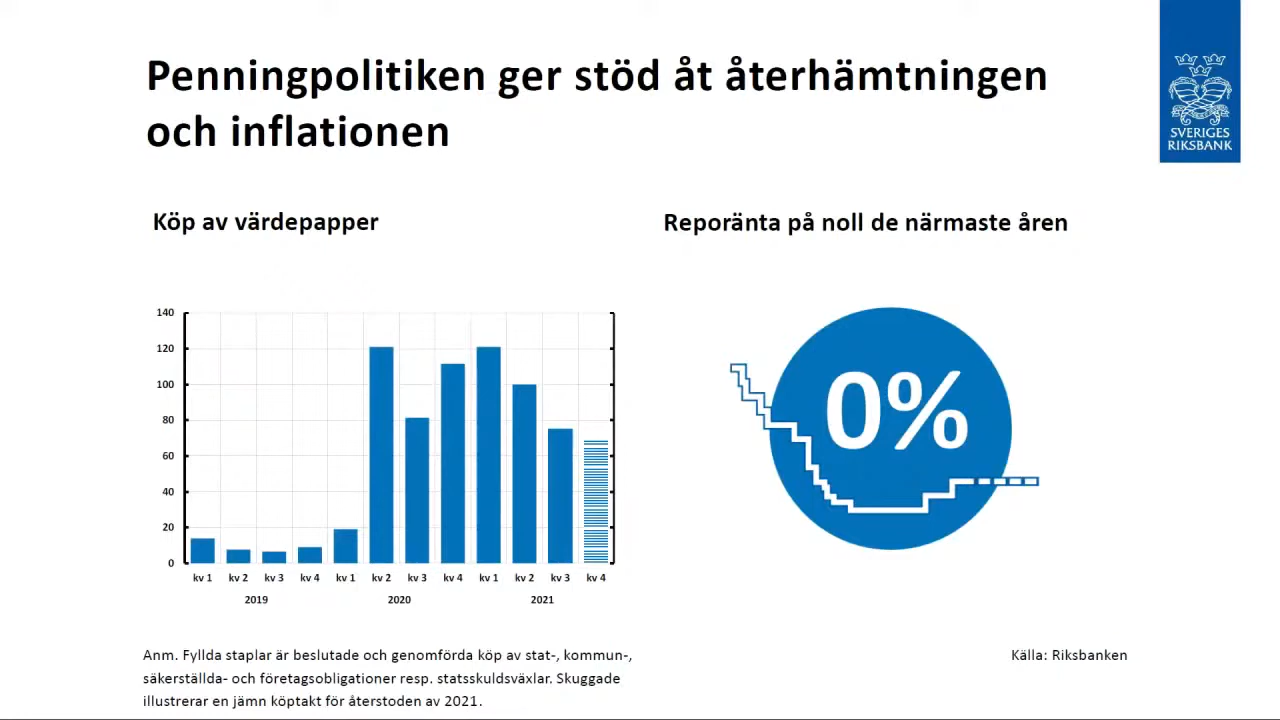 Penningpolitiken ger stöd åt återhämtningen
och inflationen
SVERIGES
RIKSBANK
Köp av värdepapper
Reporänta på noll de närmaste åren
140
120
100
80
60
40
20
0
kv 1 kv 2 kv 3 kv 4 kv 1 kv 2 kv 3 kv 4 kv 1 kv 2 kv 3 kv 4
2019 2020 2021
0%
Anm. Fyllda staplar är beslutade och genomförda köp av stat-, kommun-,
säkerställda- och företagsobligationer resp. statsskuldsväxlar. Skuggade
illustrerar en jämn köptakt för återstoden av 2021.
Källa: Riksbanken